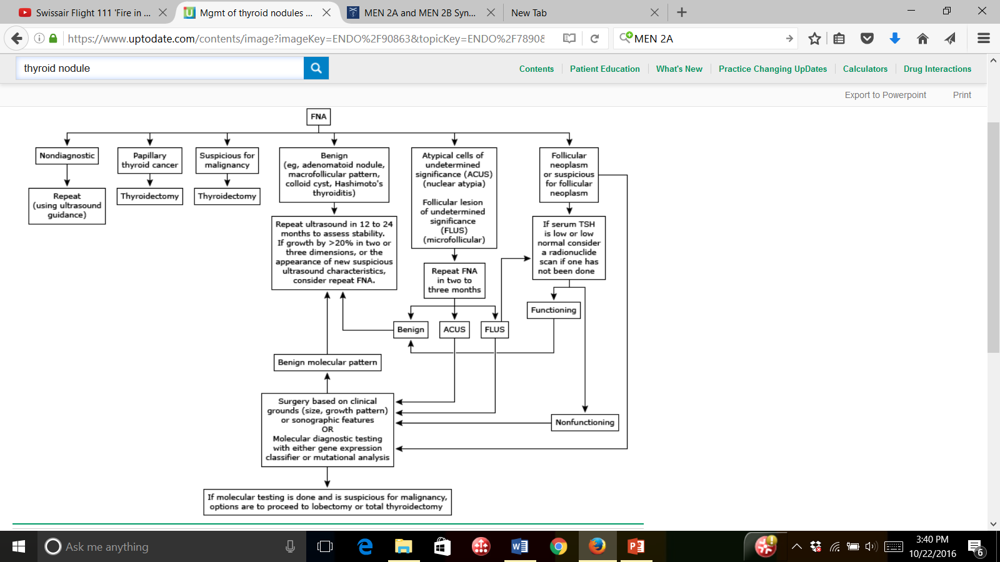 Swissair Flight 111 'Fire in ...
Mgmt of thyroid nodules ...
MEN 2A and MEN 2B Syn...
New Tab
https://www.uptodate.com/contents/image?imageKey=ENDO%2F90863&topicKey=ENDO%2F78908
MEN 2A
thyroid nodule
Contents
Patient Education
What's New
Practice Changing UpDates
Calculators
Drug Interactions
Export to Powerpoint
Print
FNA
Nondiagnostic
Repeat
(using ultrasound
guidance)
Papillary
thyroid cancer
Thyroidectomy
Suspicious for
malignancy
Thyroidectomy
Benign
(eg, adenomatoid nodule,
macrofollicular pattern,
colloid cyst, Hashimoto's
thyroiditis)
Repeat ultrasound in 12 to 24
months to assess stability.
If growth by >20% in two or
three dimensions, or the
appearance of new suspicious
ultrasound characteristics,
consider repeat FNA.
Atypical cells of
undetermined
significance (ACUS)
(nuclear atypia)
Follicular lesion
of undetermined
significance
(FLUS)
(microfollicular)
Repeat FNA
in two to
three months
Benign
ACUS
FLUS
Follicular
neoplasm
or suspicious
for follicular
neoplasm
If serum TSH
is low or low
normal consider
a radionuclide
scan if one has
not been done
Functioning
Nonfunctioning
Benign molecular pattern
Surgery based on clinical
grounds (size, growth pattern)
or sonographic features
OR
Molecular diagnostic testing
with either gene expression
classifier or mutational analysis
If molecular testing is done and is suspicious for malignancy,
options are to proceed to lobectomy or total thyroidectomy
Ask me anything
3:40 PM
10/22/2016
6